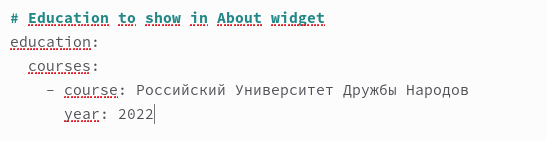 # Education to show in About widget
education:
  courses:
    - course: Российский Университет Дружбы Народов
      year: 2022